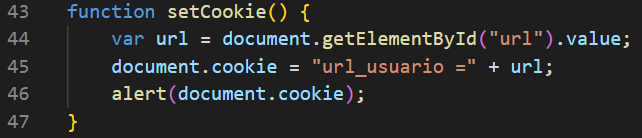 43 function setCookie() {
44 var url = document.getElementById("url").value;
45 document.cookie = "url_usuario =" + url;
46 alert(document.cookie);
47 }